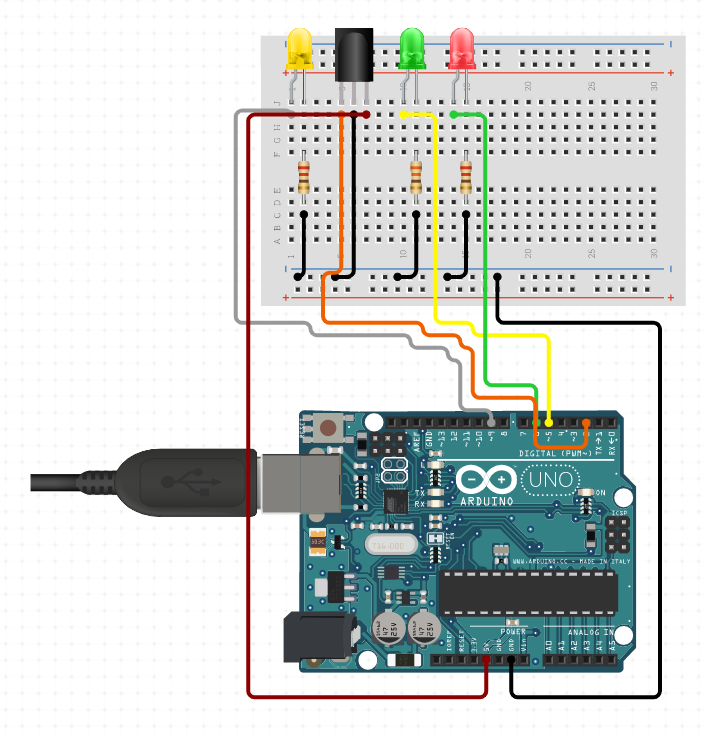 1 5 10 15 20 25 30
J
I
H
G
F
E
D
C
B
A
1 5 10 15 20 25 30
RESET
AREF
GND
~13
12
~11
~10
~9
8
7
~5
4
~3
TX→1
RX←0
DIGITAL (PWM~)
TX
RX
UNO
ON
ARDUINO
ICSP
T16.000
WWW.ARDUINO.CC - MADE IN ITALY
47
25V
47
25V
POWER
ANALOG IN
IOREF
RESET
3.3V
5V
GND
GND
Vin
A0
A1
A2
A3
A4
A5